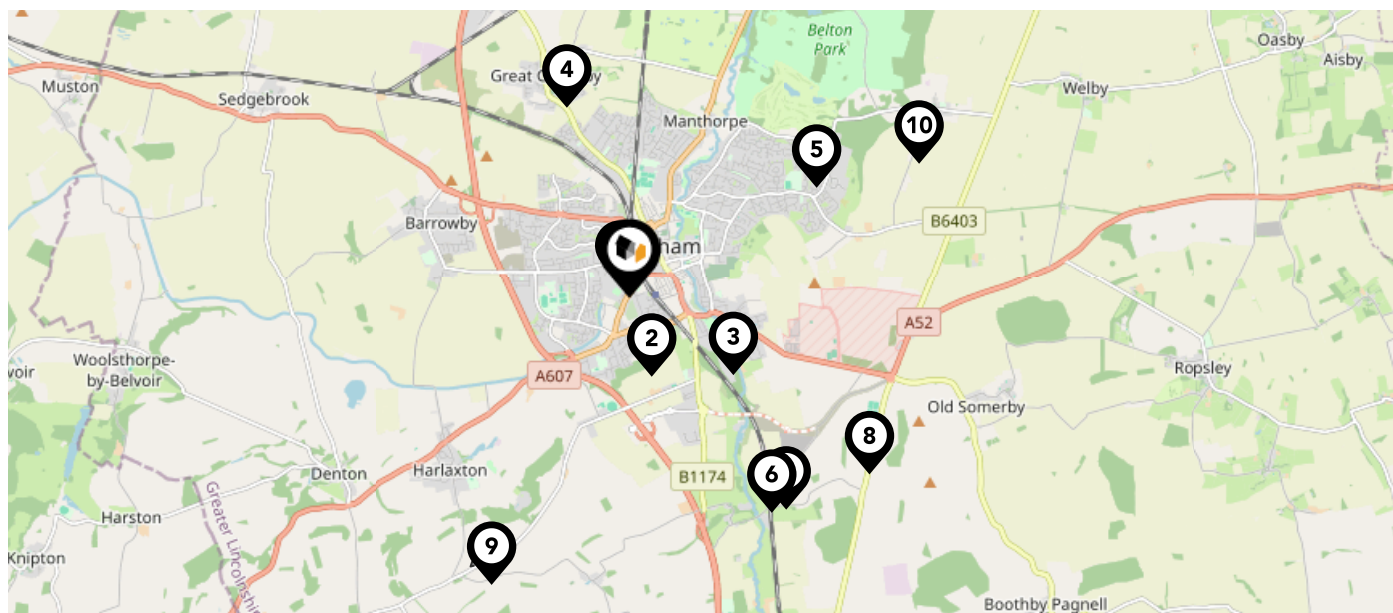 Belton
Park
Oasby
Aisby
4
Great
by
Muston
Sedgebrook
Welby
Manthorpe
10
5
Barrowby
B6403
ham
2
3
A52
Woolsthorpe-
by-Belvoir
voir
A607
Ropsley
Old Somerby
8
Denton
Harlaxton
B1174
6
Harston
Greater Lincolnshi
Knipton
9
Boothby Pagnell